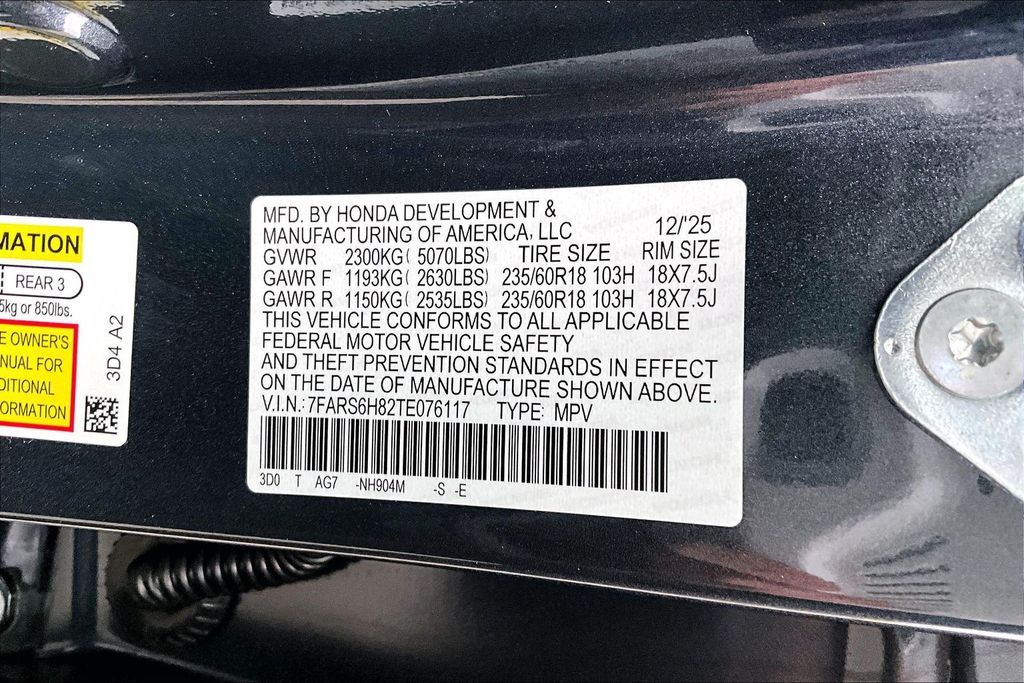 MATION
REAR 3
5kg or 850lbs.
E OWNER'S
NUAL FOR
DITIONAL
FORMATION
3D4 A2
MFD. BY HONDA DEVELOPMENT &
MANUFACTURING OF AMERICA, LLC 12/'25
GVWR 2300KG( 5070LBS) TIRE SIZE RIM SIZE
GAWR F 1193KG( 2630LBS) 235/60R18 103H 18X7.5J
GAWR R 1150KG( 2535LBS) 235/60R18 103H 18X7.5J
THIS VEHICLE CONFORMS TO ALL APPLICABLE
FEDERAL MOTOR VEHICLE SAFETY
AND THEFT PREVENTION STANDARDS IN EFFECT
ON THE DATE OF MANUFACTURE SHOWN ABOVE.
V.I.N.:7FARS6H82TE076117 TYPE: MPV
3D0 T AG7 -NH904M -S -E